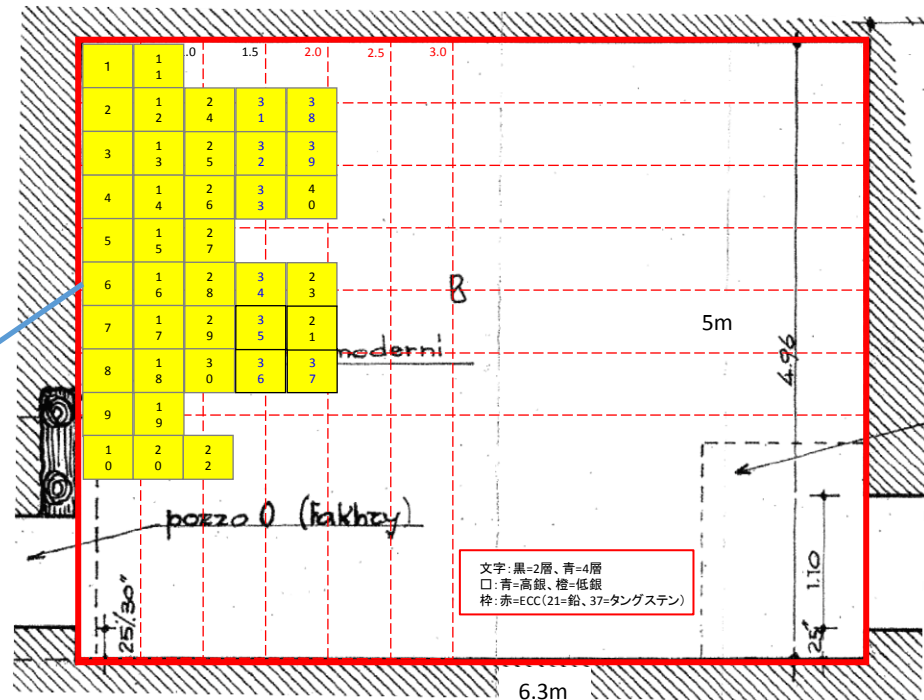 .0 1.5 2.0 2.5 3.0
1 11
2 12 24 31 38
3 13 25 32 39
4 14 26 33 40
5 15 27
6 16 28 34 23
B
7 17 29 35 21
5m
moderni
4.96
8 18 30 36 37
9 19
10 20 22
pozzo 0 (Fakhry)
文字:黒=2層、青=4層
口:青=高銀、橙=低銀
枠:赤=ECC(21=鉛、37=タングステン)
1.10
25/30"
25"
6.3m